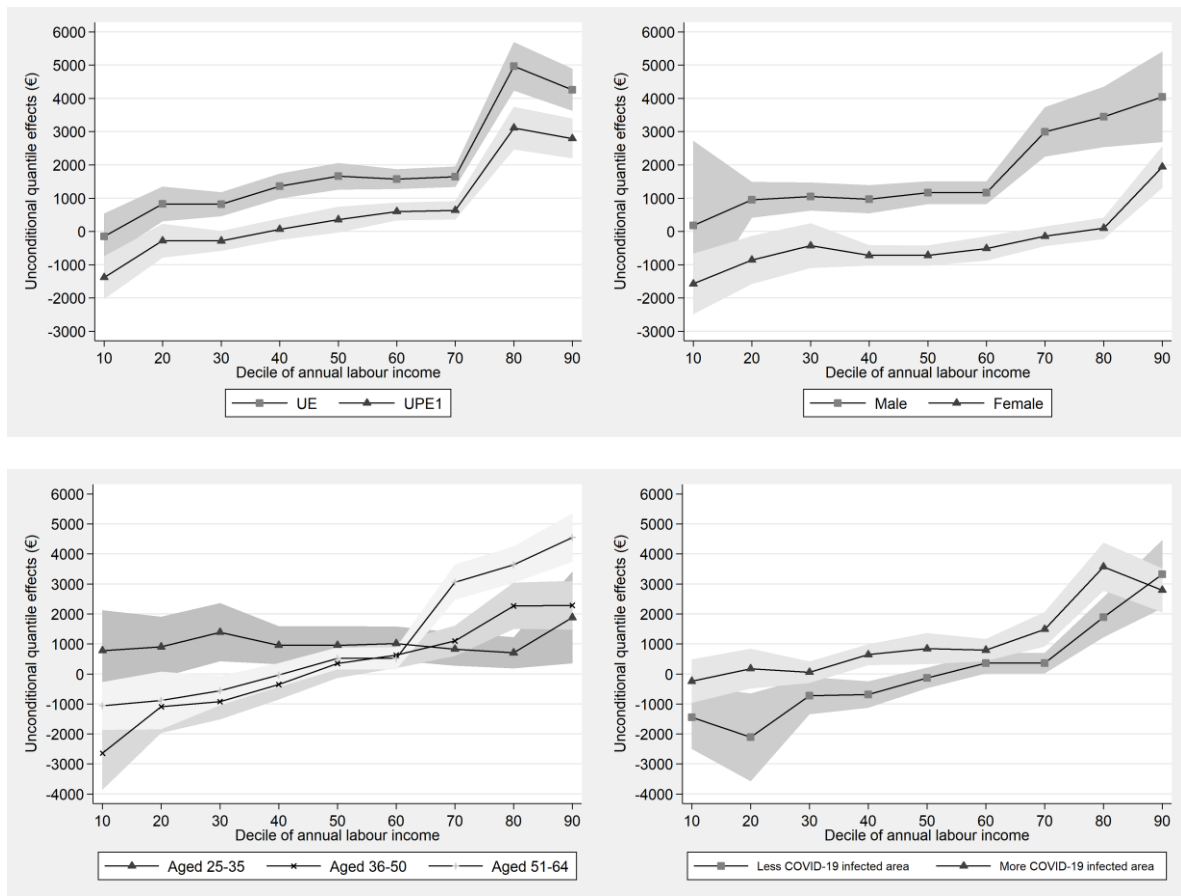 Unconditional quantile effects (€)
6000
5000
4000
3000
2000
1000
0
-1000
-2000
-3000
10 20 30 40 50 60 70 80 90
Decile of annual labour income
UE UPE1
Unconditional quantile effects (€)
6000
5000
4000
3000
2000
1000
0
-1000
-2000
-3000
10 20 30 40 50 60 70 80 90
Decile of annual labour income
Male Female
Unconditional quantile effects (€)
6000
5000
4000
3000
2000
1000
0
-1000
-2000
-3000
-4000
10 20 30 40 50 60 70 80 90
Decile of annual labour income
Aged 25-35 Aged 36-50 Aged 51-64
Unconditional quantile effects (€)
6000
5000
4000
3000
2000
1000
0
-1000
-2000
-3000
-4000
10 20 30 40 50 60 70 80 90
Decile of annual labour income
Less COVID-19 infected area More COVID-19 infected area